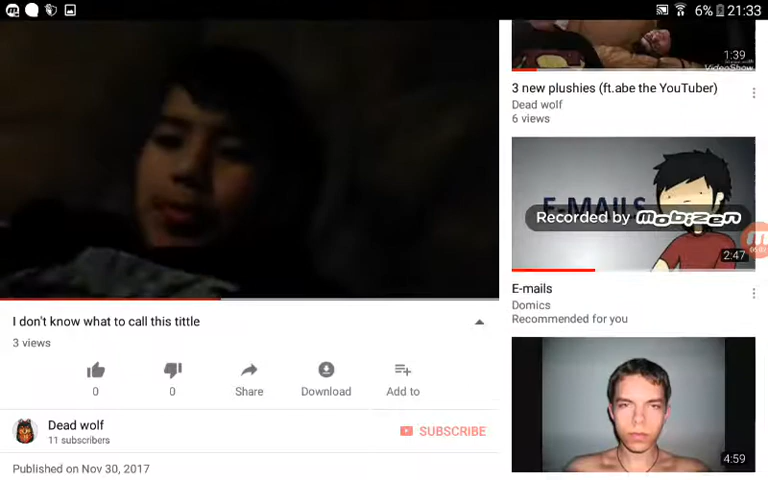 6% 21:33
1:39
VideoShow
3 new plushies (ft.abe the YouTuber)
Dead wolf
6 views
E-MAILS
Recorded by mobizen
2:47
E-mails
Domics
Recommended for you
4:59
I don't know what to call this tittle
3 views
0
0
Share
Download
Add to
Dead wolf
11 subscribers
SUBSCRIBE
Published on Nov 30, 2017